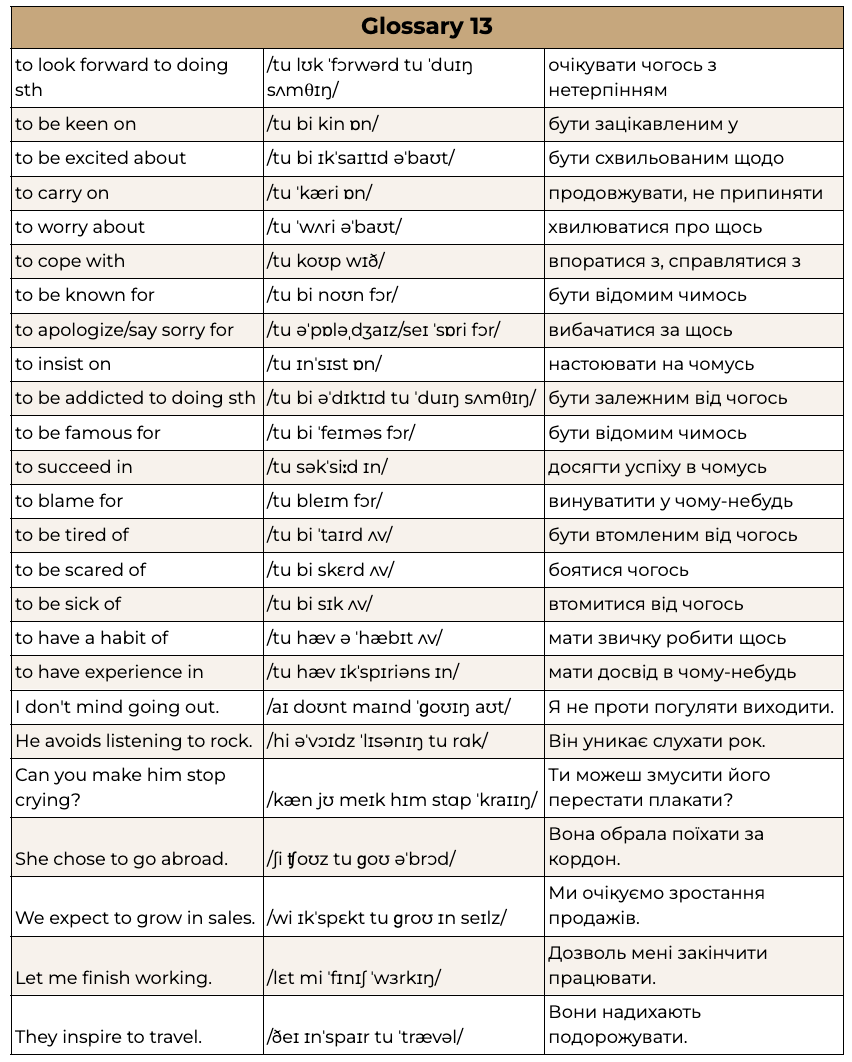 Glossary 13
to look forward to doing sth /tu lʊk ˈfɔrwərd tu ˈduɪŋ sʌmθɪŋ/ очікувати чогось з нетерпінням
to be keen on /tu bi kin ɒn/ бути зацікавленим у
to be excited about /tu bi ɪkˈsaɪtɪd əˈbaʊt/ бути схвильованим щодо
to carry on /tu ˈkæri ɒn/ продовжувати, не припиняти
to worry about /tu ˈwʌri əˈbaʊt/ хвилюватися про щось
to cope with /tu koʊp wɪð/ впоратися з, справлятися з
to be known for /tu bi noʊn fɔr/ бути відомим чимось
to apologize/say sorry for /tu əˈpɒləˌdʒaɪz/seɪ ˈsɒri fɔr/ вибачатися за щось
to insist on /tu ɪnˈsɪst ɒn/ настоювати на чомусь
to be addicted to doing sth /tu bi əˈdɪktɪd tu ˈduɪŋ sʌmθɪŋ/ бути залежним від чогось
to be famous for /tu bi ˈfeɪməs fɔr/ бути відомим чимось
to succeed in /tu səkˈsiːd ɪn/ досягти успіху в чомусь
to blame for /tu bleɪm fɔr/ винуватити у чому-небудь
to be tired of /tu bi ˈtaɪrd ʌv/ бути втомленим від чогось
to be scared of /tu bi skɛrd ʌv/ боятися чогось
to be sick of /tu bi sɪk ʌv/ втомитися від чогось
to have a habit of /tu hæv ə ˈhæbɪt ʌv/ мати звичку робити щось
to have experience in /tu hæv ɪkˈspɪriəns ɪn/ мати досвід в чому-небудь
I don't mind going out. /aɪ doʊnt maɪnd ˈɡoʊɪŋ aʊt/ Я не проти погуляти виходити.
He avoids listening to rock. /hi əˈvɔɪdz ˈlɪsənɪŋ tu rɑk/ Він уникає слухати рок.
Can you make him stop crying? /kæn jʊ meɪk hɪm stɑp ˈkraɪɪŋ/ Ти можеш змусити його перестати плакати?
She chose to go abroad. /ʃi ʧoʊz tu ɡoʊ əˈbrɔd/ Вона обрала поїхати за кордон.
We expect to grow in sales. /wi ɪkˈspɛkt tu ɡroʊ ɪn seɪlz/ Ми очікуємо зростання продажів.
Let me finish working. /lɛt mi ˈfɪnɪʃ ˈwɜrkɪŋ/ Дозволь мені закінчити працювати.
They inspire to travel. /ðeɪ ɪnˈspaɪr tu ˈtrævəl/ Вони надихають подорожувати.